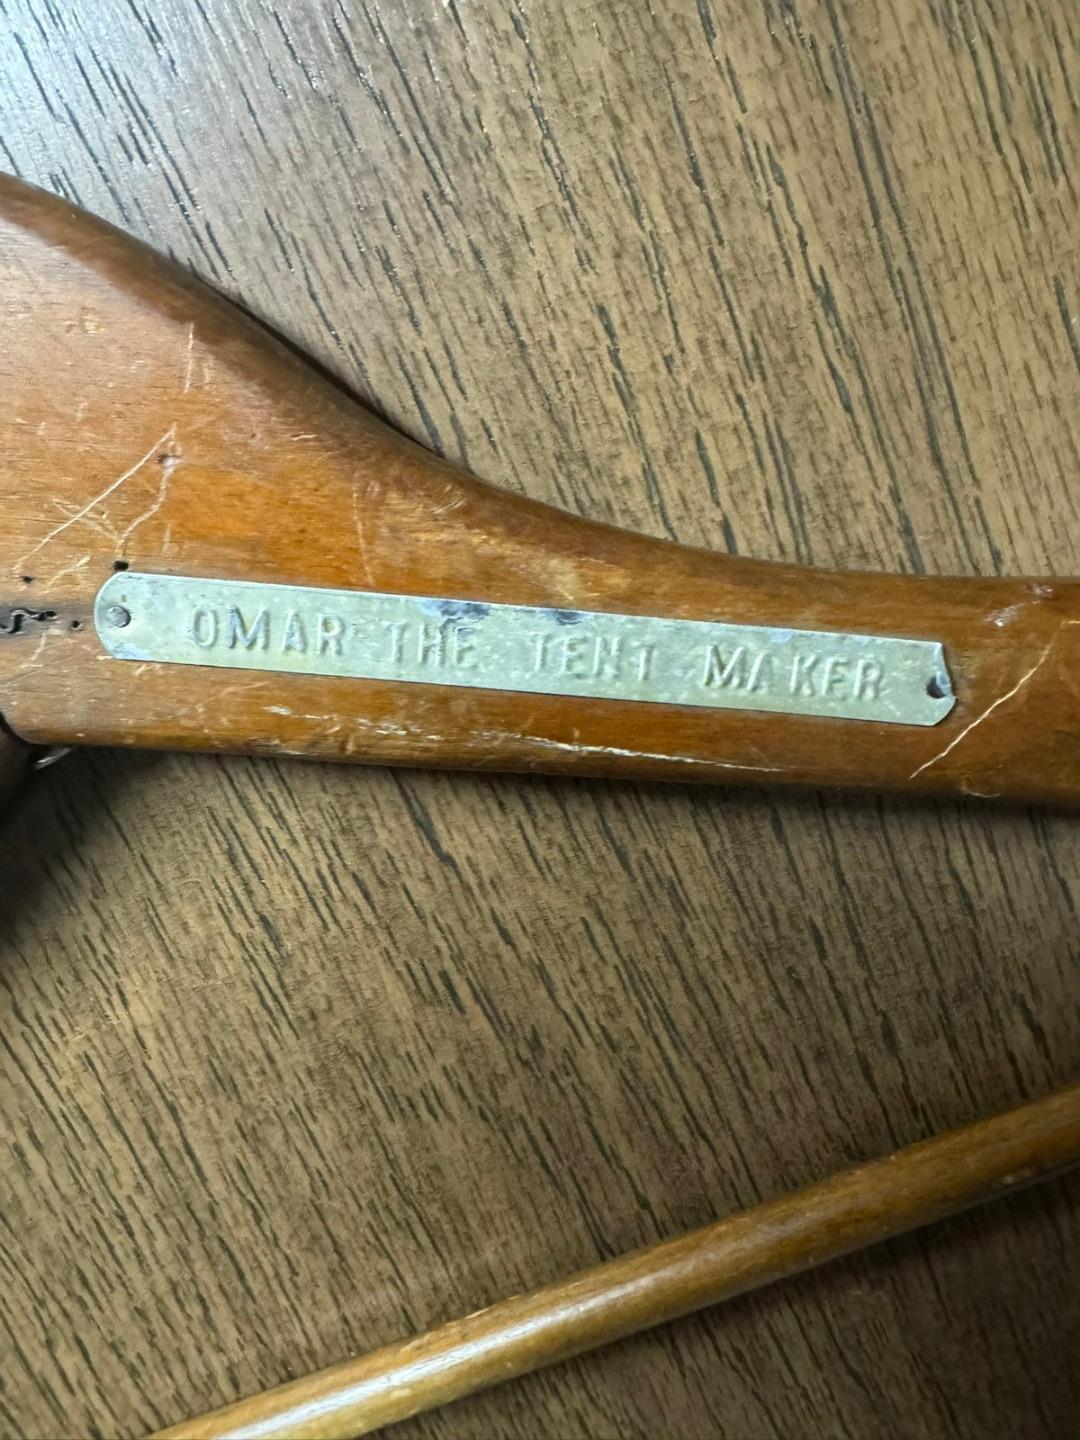 OMAR THE TENT MAKER